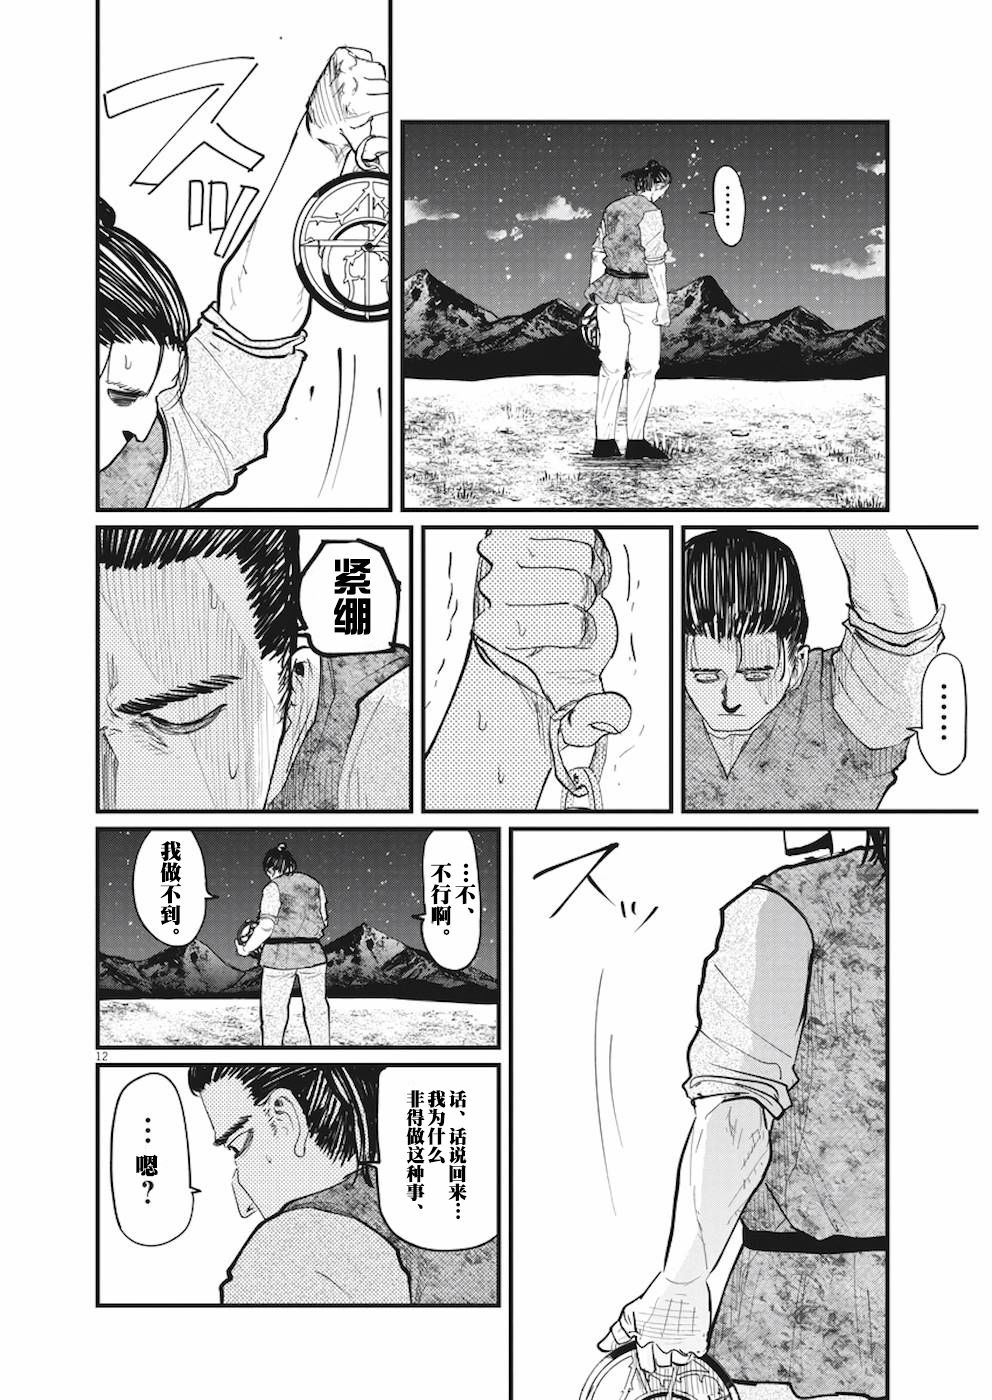 ……
スッ
……
紧
绷
スッ
…不、
不行啊。
我做不到。
12
话、话说回来…
我为什么
非得做这种事、
…嗯？